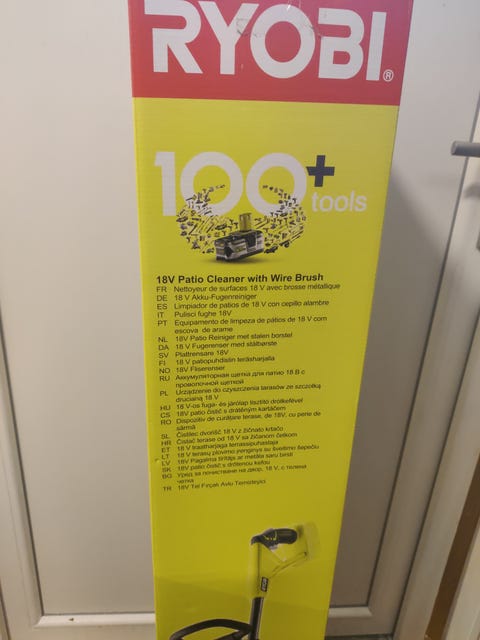 RYOBI®
100+
tools
18V Patio Cleaner with Wire Brush
FR Nettoyeur de surfaces 18 V avec brosse métallique
DE 18 V Akku-Fugenreiniger
ES Limpiador de patios de 18 V con cepillo alambre
IT Pulisci fughe 18V
PT Equipamento de limpeza de pátios de 18 V com
escova de arame
NL 18V Patio Reiniger met stalen borstel
DA 18 V Fugerenser med stålbørste
SV Plattrensare 18V
FI 18 V patiopuhdistin teräsharjalla
NO 18V Fliserenser
RU Аккумуляторная щетка для патио 18 В с
проволочной щеткой
PL Urządzenie do czyszczenia tarasów ze szczotką
drucianą 18 V
HU 18 V-os fuga- és járólap tisztító drótkefével
CS 18V patio čistič s drátěným kartáčem
RO Dispozitiv de curăţare terase, de 18V, cu perie de
sârmă
SL Čistilec dvorišč 18 V z žičnato krtačo
HR Čistač terase od 18 V sa žičanom četkom
ET 18 V traatharjaga terrassipuhastaja
LT 18 V terasų plovimo įrenginys su šveitimo šepečiu
LV 18V Pagalma tīrītājs ar metāla saru birsti
SK 18V patio čistič s drôtenou kefou
BG Уред за почистване на двор, 18 V, с телена
четка
TR 18V Tel Fırçak Avlu Temizleyici
RYOBI